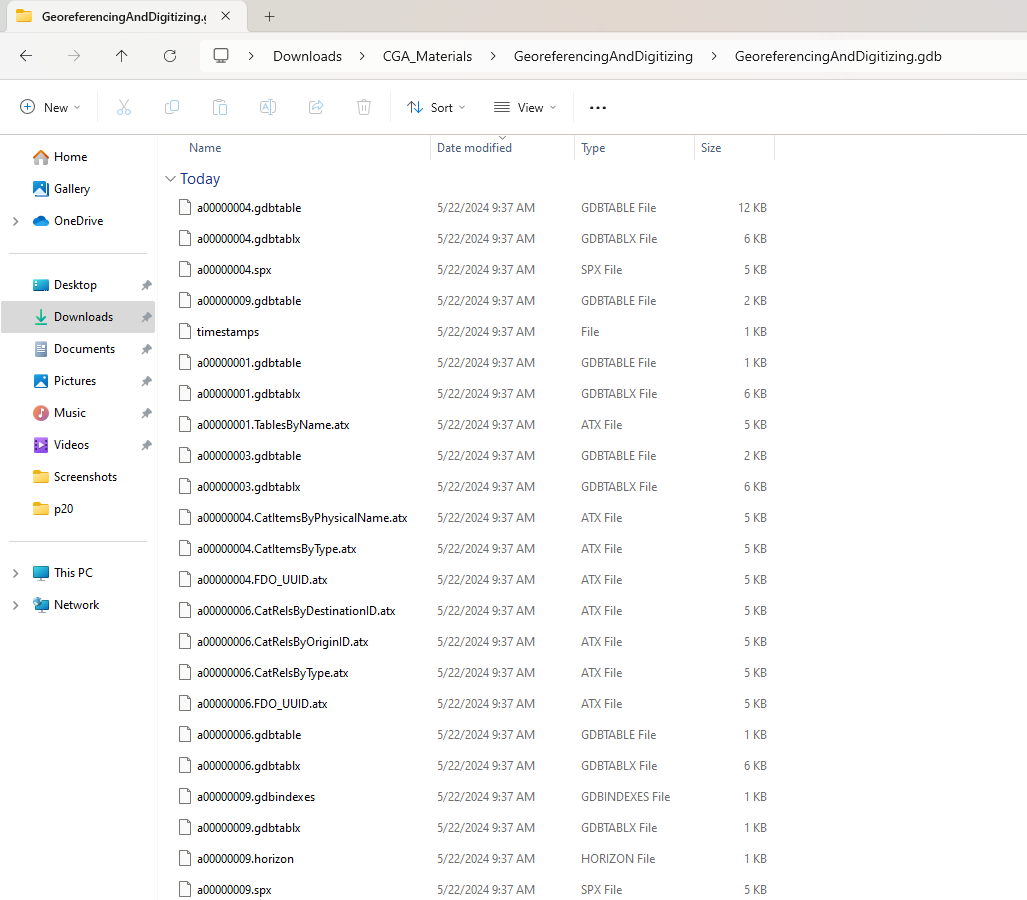 GeoreferencingAndDigitizing.g
Downloads > CGA_Materials > GeoreferencingAndDigitizing > GeoreferencingAndDigitizing.gdb
New Sort View
Home
Gallery
OneDrive
Desktop
Downloads
Documents
Pictures
Music
Videos
Screenshots
p20
This PC
Network
Name Date modified Type Size
Today
a00000004.gdbtable 5/22/2024 9:37 AM GDBTABLE File 12 KB
a00000004.gdbtablx 5/22/2024 9:37 AM GDBTABLX File 6 KB
a00000004.spx 5/22/2024 9:37 AM SPX File 5 KB
a00000009.gdbtable 5/22/2024 9:37 AM GDBTABLE File 2 KB
timestamps 5/22/2024 9:37 AM File 1 KB
a00000001.gdbtable 5/22/2024 9:37 AM GDBTABLE File 1 KB
a00000001.gdbtablx 5/22/2024 9:37 AM GDBTABLX File 6 KB
a00000001.TablesByName.atx 5/22/2024 9:37 AM ATX File 5 KB
a00000003.gdbtable 5/22/2024 9:37 AM GDBTABLE File 2 KB
a00000003.gdbtablx 5/22/2024 9:37 AM GDBTABLX File 6 KB
a00000004.CatItemsByPhysicalName.atx 5/22/2024 9:37 AM ATX File 5 KB
a00000004.CatItemsByType.atx 5/22/2024 9:37 AM ATX File 5 KB
a00000004.FDO_UUID.atx 5/22/2024 9:37 AM ATX File 5 KB
a00000006.CatRelsByDestinationID.atx 5/22/2024 9:37 AM ATX File 5 KB
a00000006.CatRelsByOriginID.atx 5/22/2024 9:37 AM ATX File 5 KB
a00000006.CatRelsByType.atx 5/22/2024 9:37 AM ATX File 5 KB
a00000006.FDO_UUID.atx 5/22/2024 9:37 AM ATX File 5 KB
a00000006.gdbtable 5/22/2024 9:37 AM GDBTABLE File 1 KB
a00000006.gdbtablx 5/22/2024 9:37 AM GDBTABLX File 6 KB
a00000009.gdbindexes 5/22/2024 9:37 AM GDBINDEXES File 1 KB
a00000009.gdbtablx 5/22/2024 9:37 AM GDBTABLX File 1 KB
a00000009.horizon 5/22/2024 9:37 AM HORIZON File 1 KB
a00000009.spx 5/22/2024 9:37 AM SPX File 5 KB